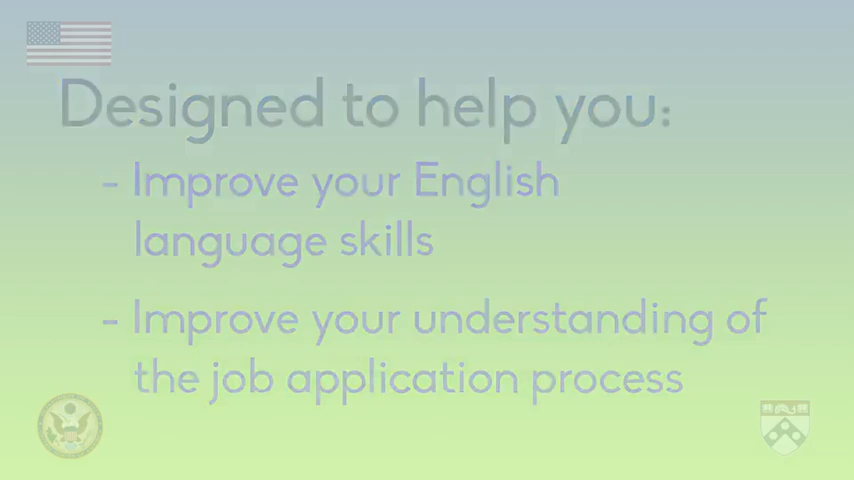 Designed to help you:
- Improve your English
language skills
- Improve your understanding of
the job application process